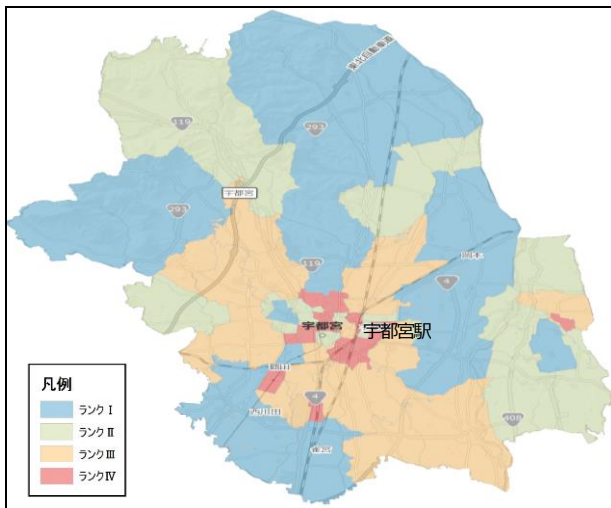 東北自動車道
119
293
293
宇都宮
119
岡本
4
宇都宮
宇都宮駅
鶴田
4
西川田
雀宮
408
凡例
ランクⅠ
ランクⅡ
ランクⅢ
ランクⅣ